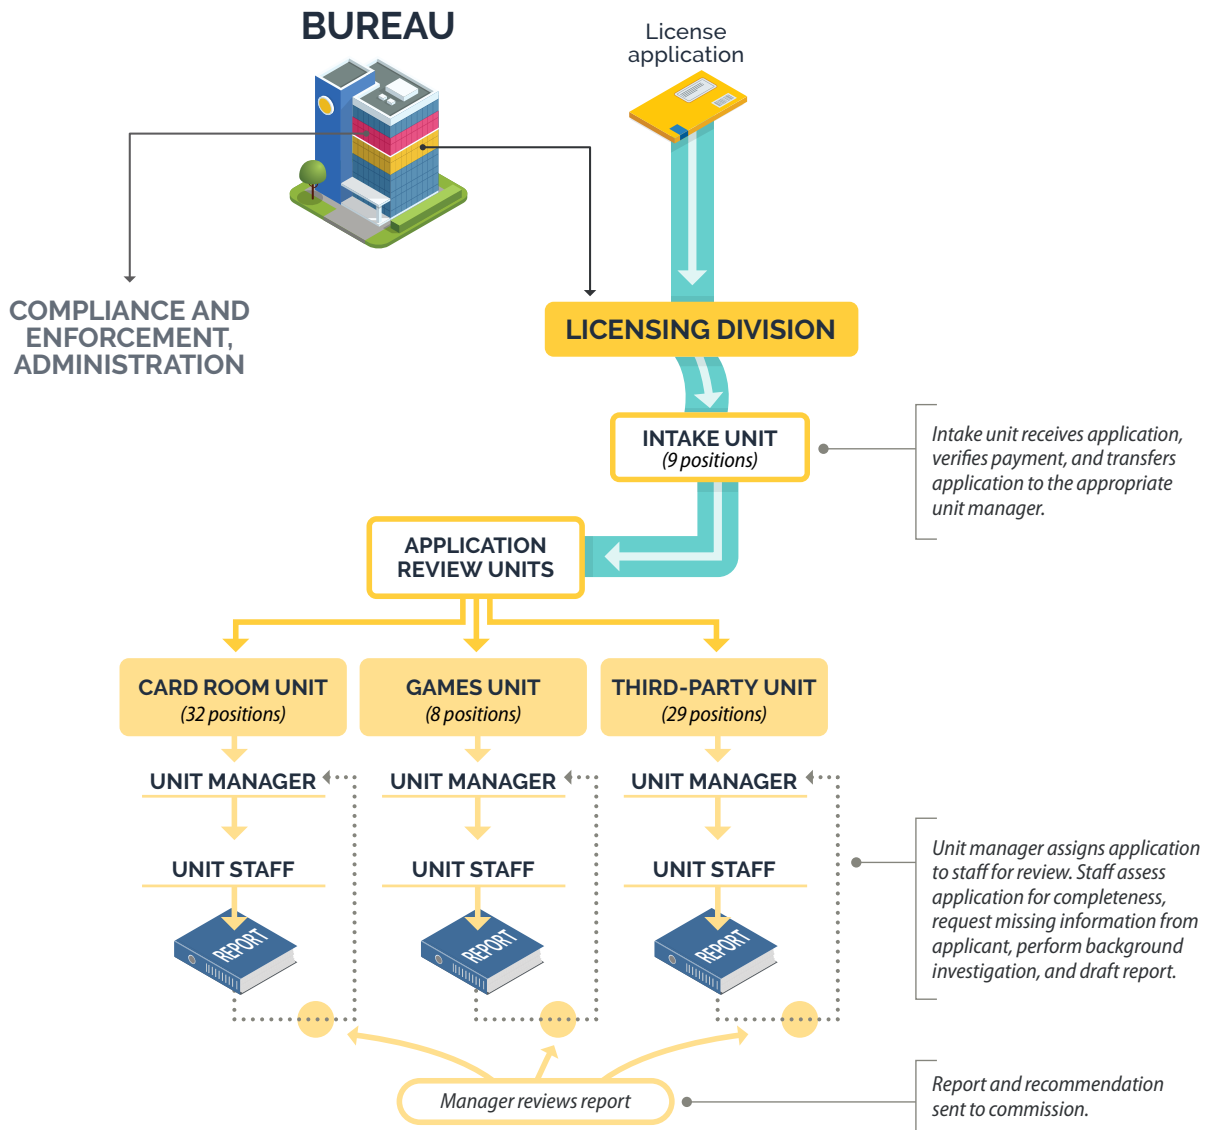 BUREAU
License
application
COMPLIANCE AND
ENFORCEMENT,
ADMINISTRATION
LICENSING DIVISION
INTAKE UNIT
(9 positions)
Intake unit receives application,
verifies payment, and transfers
application to the appropriate
unit manager.
APPLICATION
REVIEW UNITS
CARD ROOM UNIT
(32 positions)
GAMES UNIT
(8 positions)
THIRD-PARTY UNIT
(29 positions)
UNIT MANAGER
UNIT MANAGER
UNIT MANAGER
UNIT STAFF
UNIT STAFF
UNIT STAFF
REPORT
REPORT
REPORT
Unit manager assigns application
to staff for review. Staff assess
application for completeness,
request missing information from
applicant, perform background
investigation, and draft report.
Manager reviews report
Report and recommendation
sent to commission.